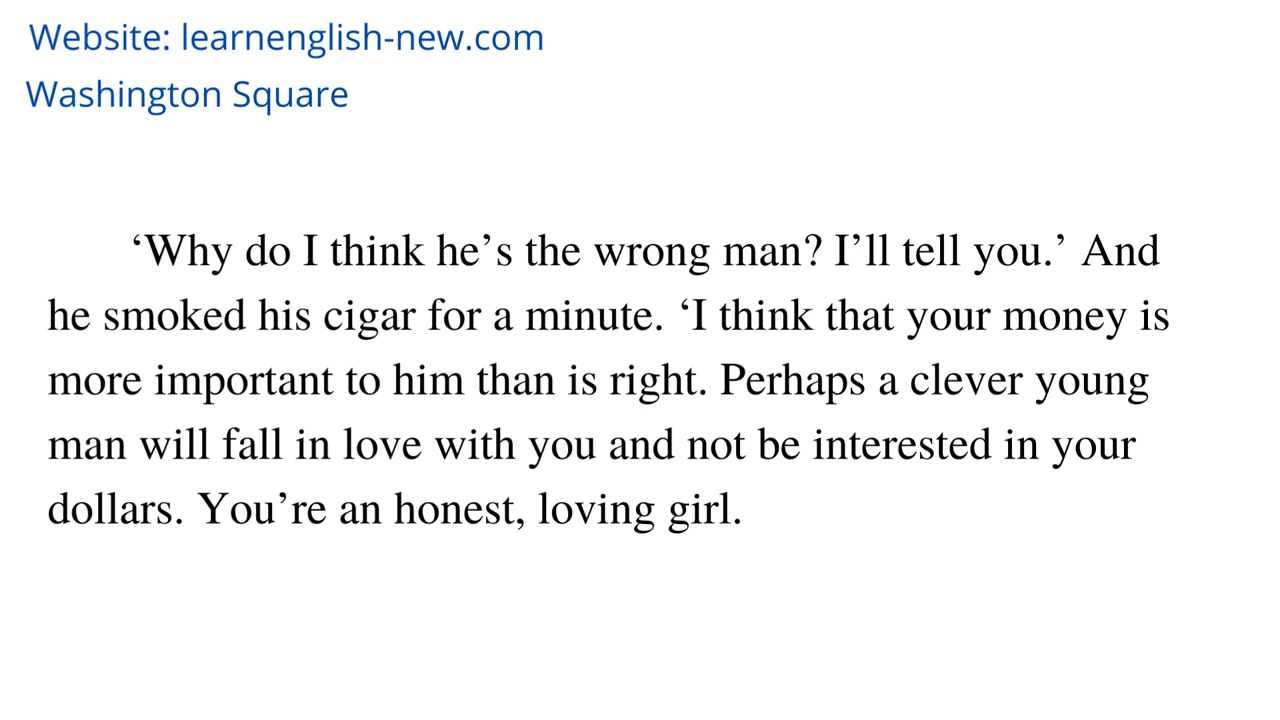 Website: learnenglish-new.com
Washington Square
‘Why do I think he’s the wrong man? I’ll tell you.’ And
he smoked his cigar for a minute. ‘I think that your money is
more important to him than is right. Perhaps a clever young
man will fall in love with you and not be interested in your
dollars. You’re an honest, loving girl.